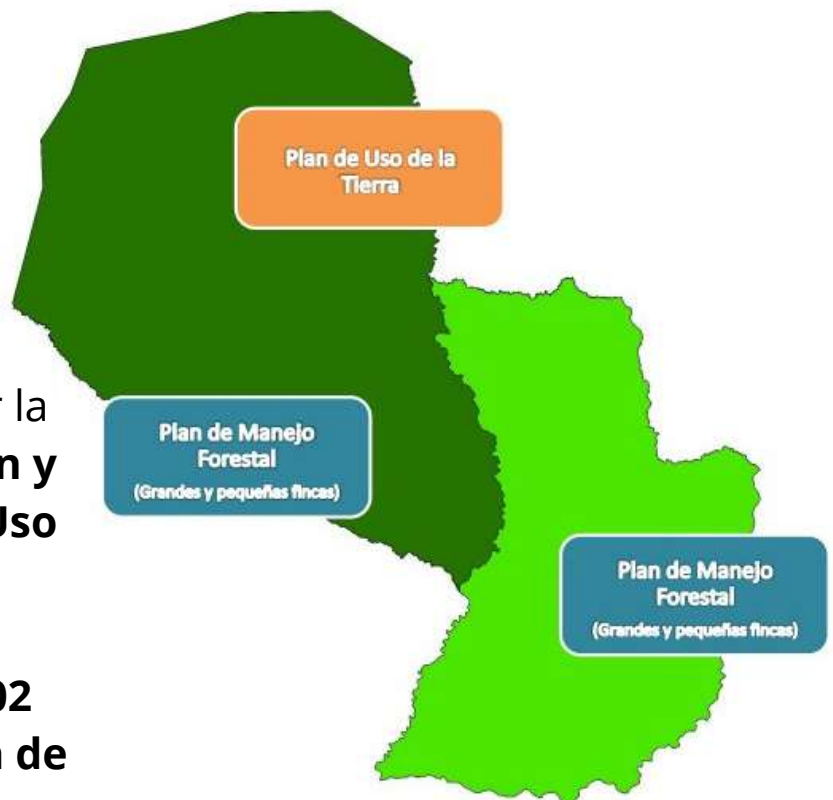 Plan de Uso de la
Tierra
r la
Plan de Manejo
Forestal
(Grandes y pequeñas fincas)
n y
Uso
Plan de Manejo
Forestal
(Grandes y pequeñas fincas)
02
de